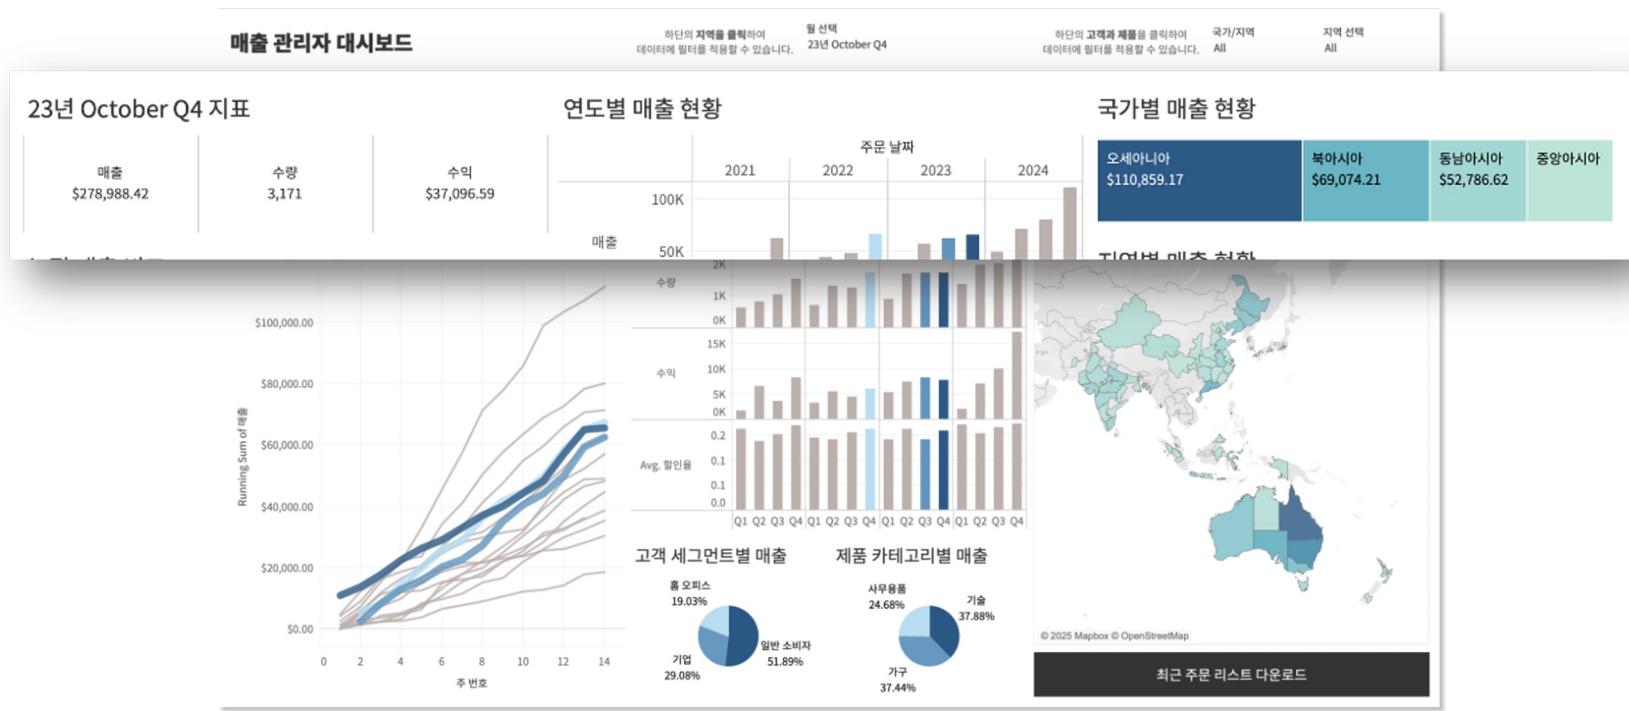 매출 관리자 대시보드
하단의 지역을 클릭하여
데이터에 필터를 적용할 수 있습니다.
월 선택
23년 October Q4
하단의 고객과 제품을 클릭하여
데이터에 필터를 적용할 수 있습니다.
국가/지역
All
지역 선택
All
23년 October Q4 지표
매출
$278,988.42
수량
3,171
수익
$37,096.59
연도별 매출 현황
주문 날짜
2021 2022 2023 2024
매출
100K
50K
수량
2K
1K
0K
수익
15K
10K
5K
0K
Avg. 할인율
0.2
0.1
0.1
0.0
Q1 Q2 Q3 Q4 Q1 Q2 Q3 Q4 Q1 Q2 Q3 Q4 Q1 Q2 Q3 Q4
국가별 매출 현황
오세아니아
$110,859.17
북아시아
$69,074.21
동남아시아
$52,786.62
중앙아시아
지역별 매출 현황
Running Sum of 매출
$100,000.00
$80,000.00
$60,000.00
$40,000.00
$20,000.00
$0.00
0 2 4 6 8 10 12 14
주 번호
고객 세그먼트별 매출
홈 오피스
19.03%
일반 소비자
51.89%
기업
29.08%
제품 카테고리별 매출
사무용품
24.68%
기술
37.88%
가구
37.44%
© 2025 Mapbox © OpenStreetMap
최근 주문 리스트 다운로드